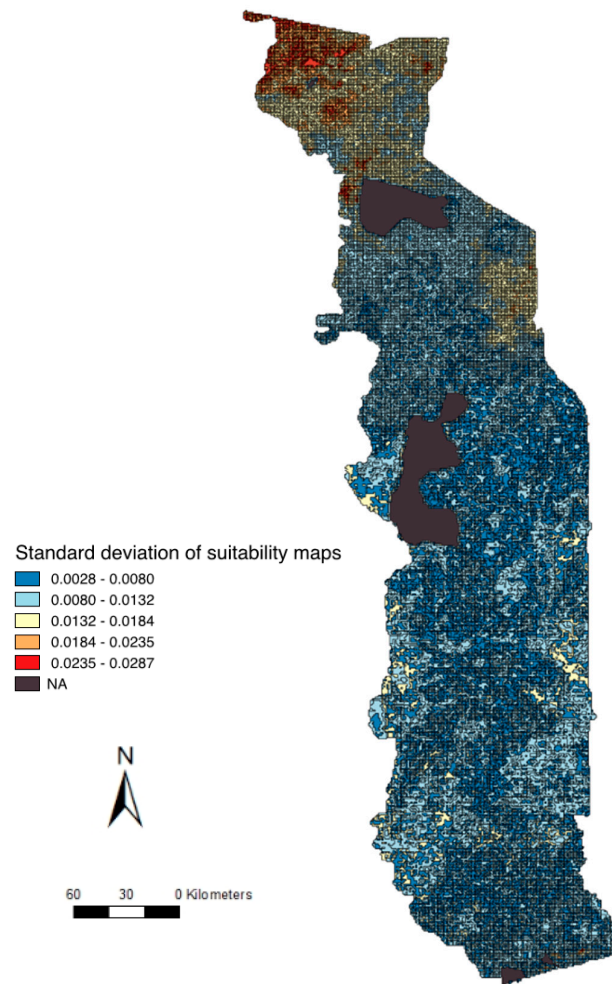 Standard deviation of suitability maps
0.0028 - 0.0080
0.0080 - 0.0132
0.0132 - 0.0184
0.0184 - 0.0235
0.0235 - 0.0287
NA
N
60 30 0 Kilometers